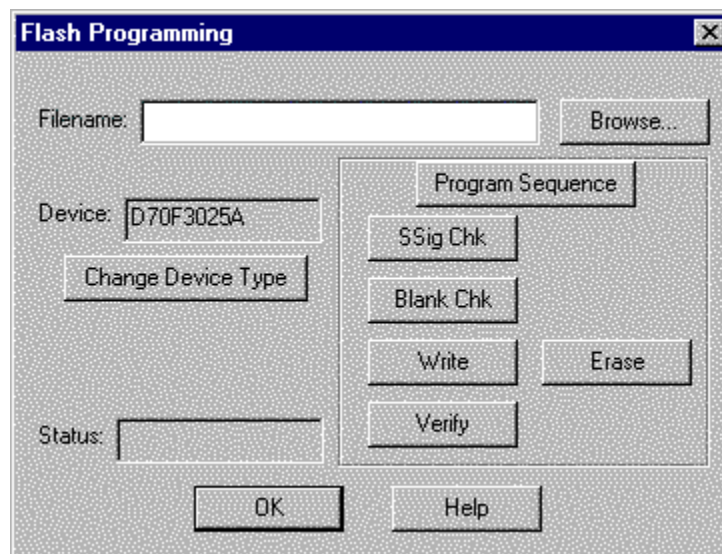 Flash Programming
Filename:
Browse...
Program Sequence
Device: D70F3025A
SSig Chk
Change Device Type
Blank Chk
Write
Erase
Verify
Status:
OK
Help